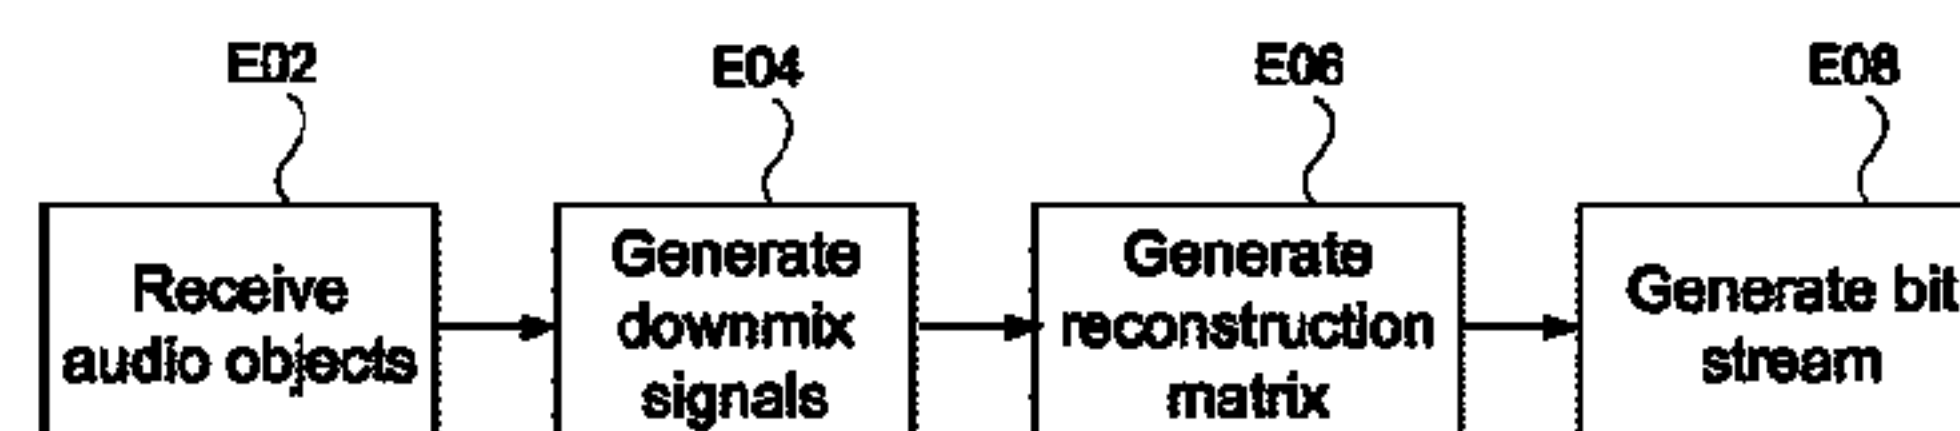 E02
E04
E06
E08
Receive
audio objects
Generate
downmix
signals
Generate
reconstruction
matrix
Generate bit
stream